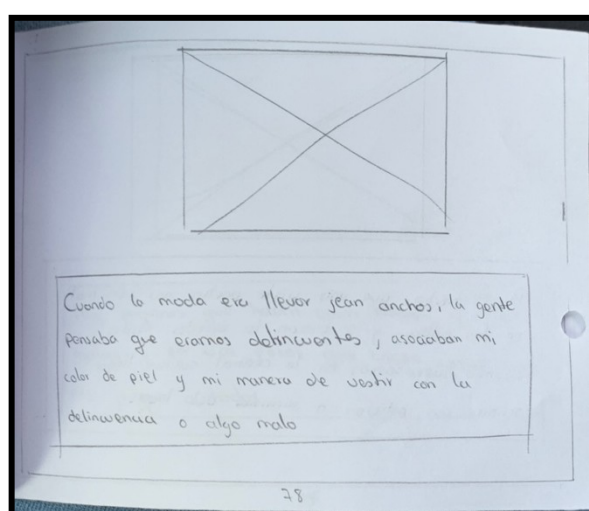 Cuando la moda era llevar jean anchos, la gente
pensaba que eramos delincuentes, asociaban mi
color de piel y mi manera de vestir con la
delincuencia o algo malo
78